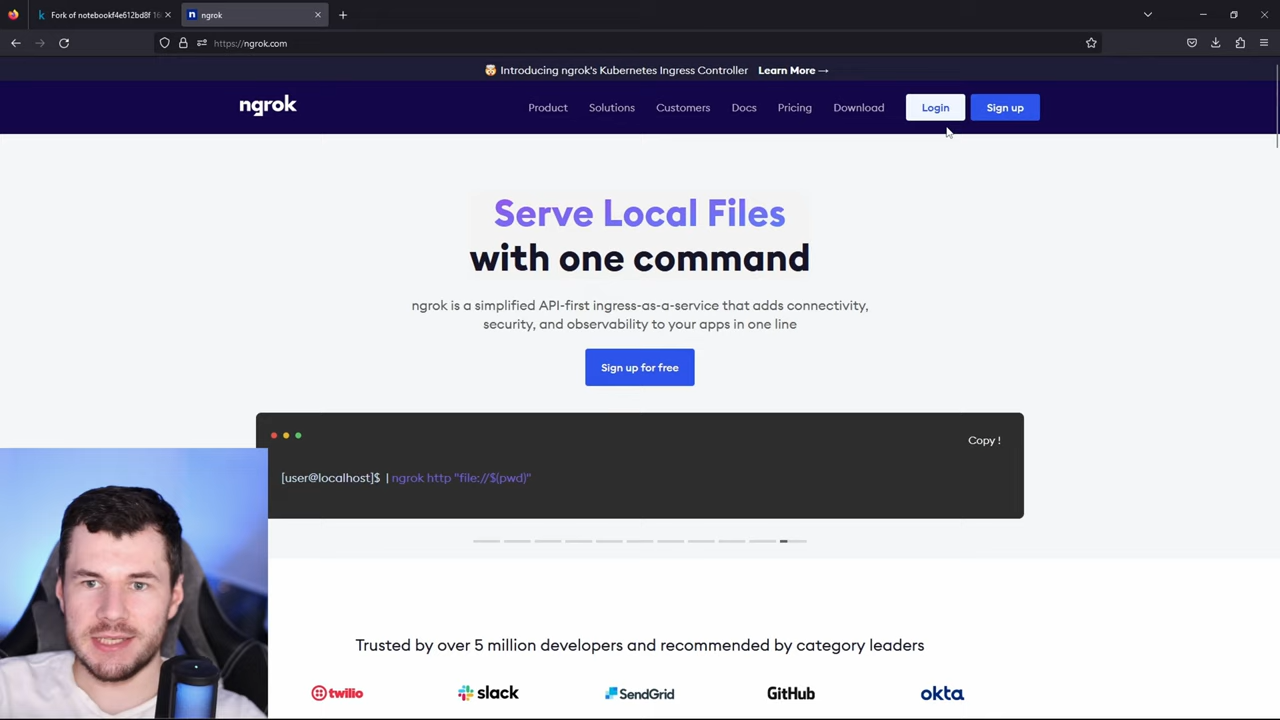 Fork of notebookf4e612bd8f
ngrok
https://ngrok.com
🤯 Introducing ngrok's Kubernetes Ingress Controller Learn More →
ngrok
Product Solutions Customers Docs Pricing Download Login Sign up
Serve Local Files
with one command
ngrok is a simplified API-first ingress-as-a-service that adds connectivity,
security, and observability to your apps in one line
Sign up for free
Copy !
[user@localhost]$ | ngrok http "file://$(pwd)"
Trusted by over 5 million developers and recommended by category leaders
twilio slack SendGrid GitHub okta